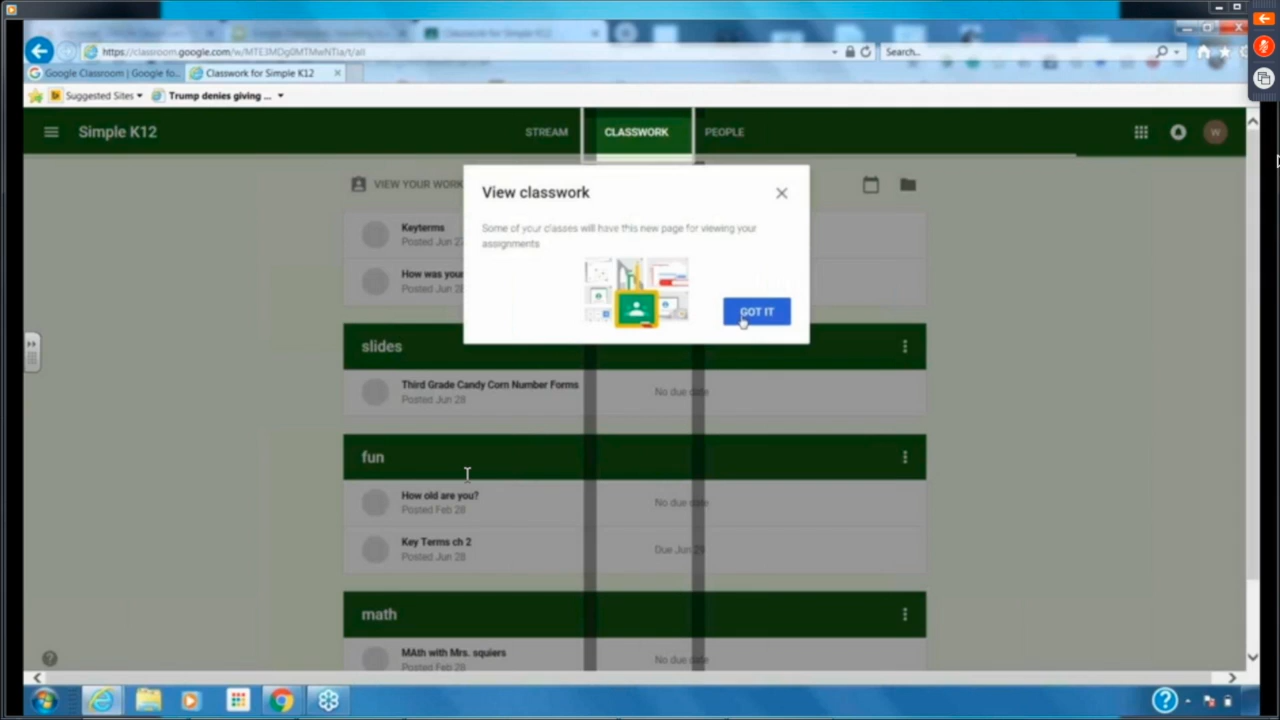 https://classroom.google.com/w/MTE3MDg0MTMwNTia/t/all
Search...
Google Classroom | Google fo...
Classwork for Simple K12
Suggested Sites
Trump denies giving ...
Simple K12
STREAM
CLASSWORK
PEOPLE
W
VIEW YOUR WORK
View classwork
Some of your classes will have this new page for viewing your
assignments
GOT IT
Keyterms
Posted Jun 27
How was your
Posted Jun 28
slides
Third Grade Candy Corn Number Forms
Posted Jun 28
No due date
fun
How old are you?
Posted Feb 28
No due date
Key Terms ch 2
Posted Jun 28
Due Jun 29
math
MAth with Mrs. squiers
Posted Feb 28
No due date